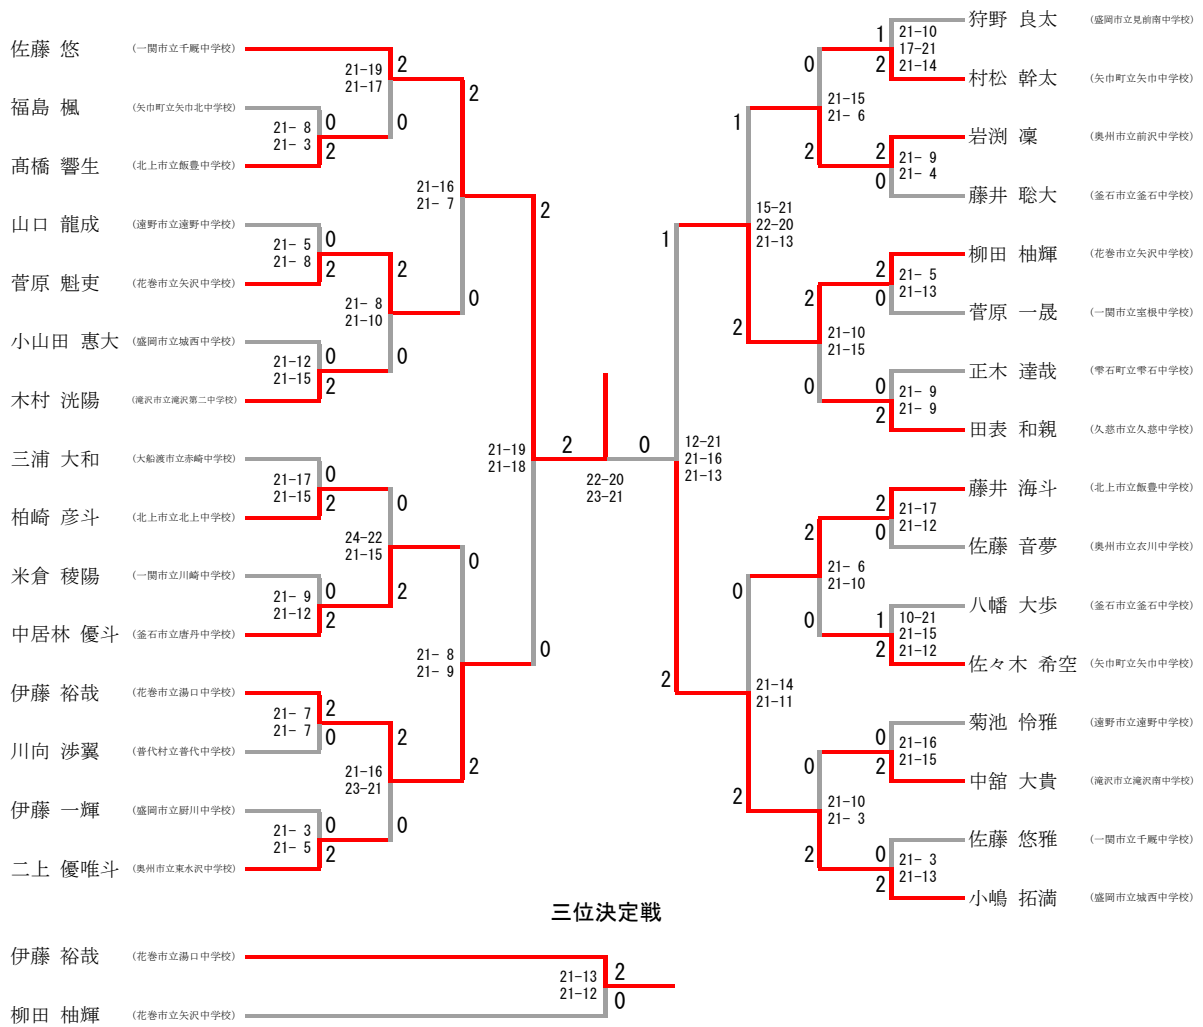 佐藤 悠 (一関市立千厩中学校)
21-19 2
21-17
福島 楓 (矢巾町立矢巾北中学校)
21- 8 0 0
21- 3 2
髙橋 響生 (北上市立飯豊中学校)
2
21-16
21- 7
山口 龍成 (遠野市立遠野中学校)
21- 5 0
21- 8 2
菅原 魁吏 (花巻市立矢沢中学校)
2
21- 8 0
21-10
小山田 惠大 (盛岡市立城西中学校)
21-12 0 0
21-15 2
木村 洸陽 (滝沢市立滝沢第二中学校)
2
21-19
21-18
三浦 大和 (大船渡市立赤崎中学校)
21-17 0
21-15 2
柏崎 彦斗 (北上市立北上中学校)
0
24-22
21-15
米倉 稜陽 (一関市立川崎中学校)
21- 9 0 2
21-12 2
中居林 優斗 (釜石市立唐丹中学校)
0
21- 8
21- 9
0
伊藤 裕哉 (花巻市立湯口中学校)
21- 7 2
21- 7 0
川向 渉翼 (普代村立普代中学校)
2
21-16 2
23-21
伊藤 一輝 (盛岡市立厨川中学校)
21- 3 0 0
21- 5 2
二上 優唯斗 (奥州市立東水沢中学校)
2 0
22-20
23-21
狩野 良太 (盛岡市立見前南中学校)
1 21-10
17-21
2 21-14
村松 幹太 (矢巾市立矢巾中学校)
0
21-15
21- 6
岩渕 凜 (奥州市立前沢中学校)
2 2 21- 9
0 21- 4
藤井 聡大 (釜石市立釜石中学校)
1
15-21
22-20
21-13
柳田 柚輝 (花巻市立矢沢中学校)
2 21- 5
0 21-13
菅原 一晟 (一関市立室根中学校)
2
2 21-10
21-15
正木 達哉 (雫石町立雫石中学校)
0 0 21- 9
2 21- 9
田表 和親 (久慈市立久慈中学校)
1
12-21
21-16
21-13
2
藤井 海斗 (北上市立飯豊中学校)
2 21-17
0 21-12
佐藤 音夢 (奥州市立衣川中学校)
2
21- 6
21-10
八幡 大歩 (釜石市立釜石中学校)
0 1 10-21
21-15
2 21-12
佐々木 希空 (矢巾町立矢巾中学校)
0
21-14
21-11
菊池 怜雅 (遠野市立遠野中学校)
0 21-16
2 21-15
中舘 大貴 (滝沢市立滝沢南中学校)
0
2 21-10
21- 3
佐藤 悠雅 (一関市立千厩中学校)
2 0 21- 3
2 21-13
小嶋 拓満 (盛岡市立城西中学校)
三位決定戦
伊藤 裕哉 (花巻市立湯口中学校)
21-13 2
21-12 0
柳田 柚輝 (花巻市立矢沢中学校)